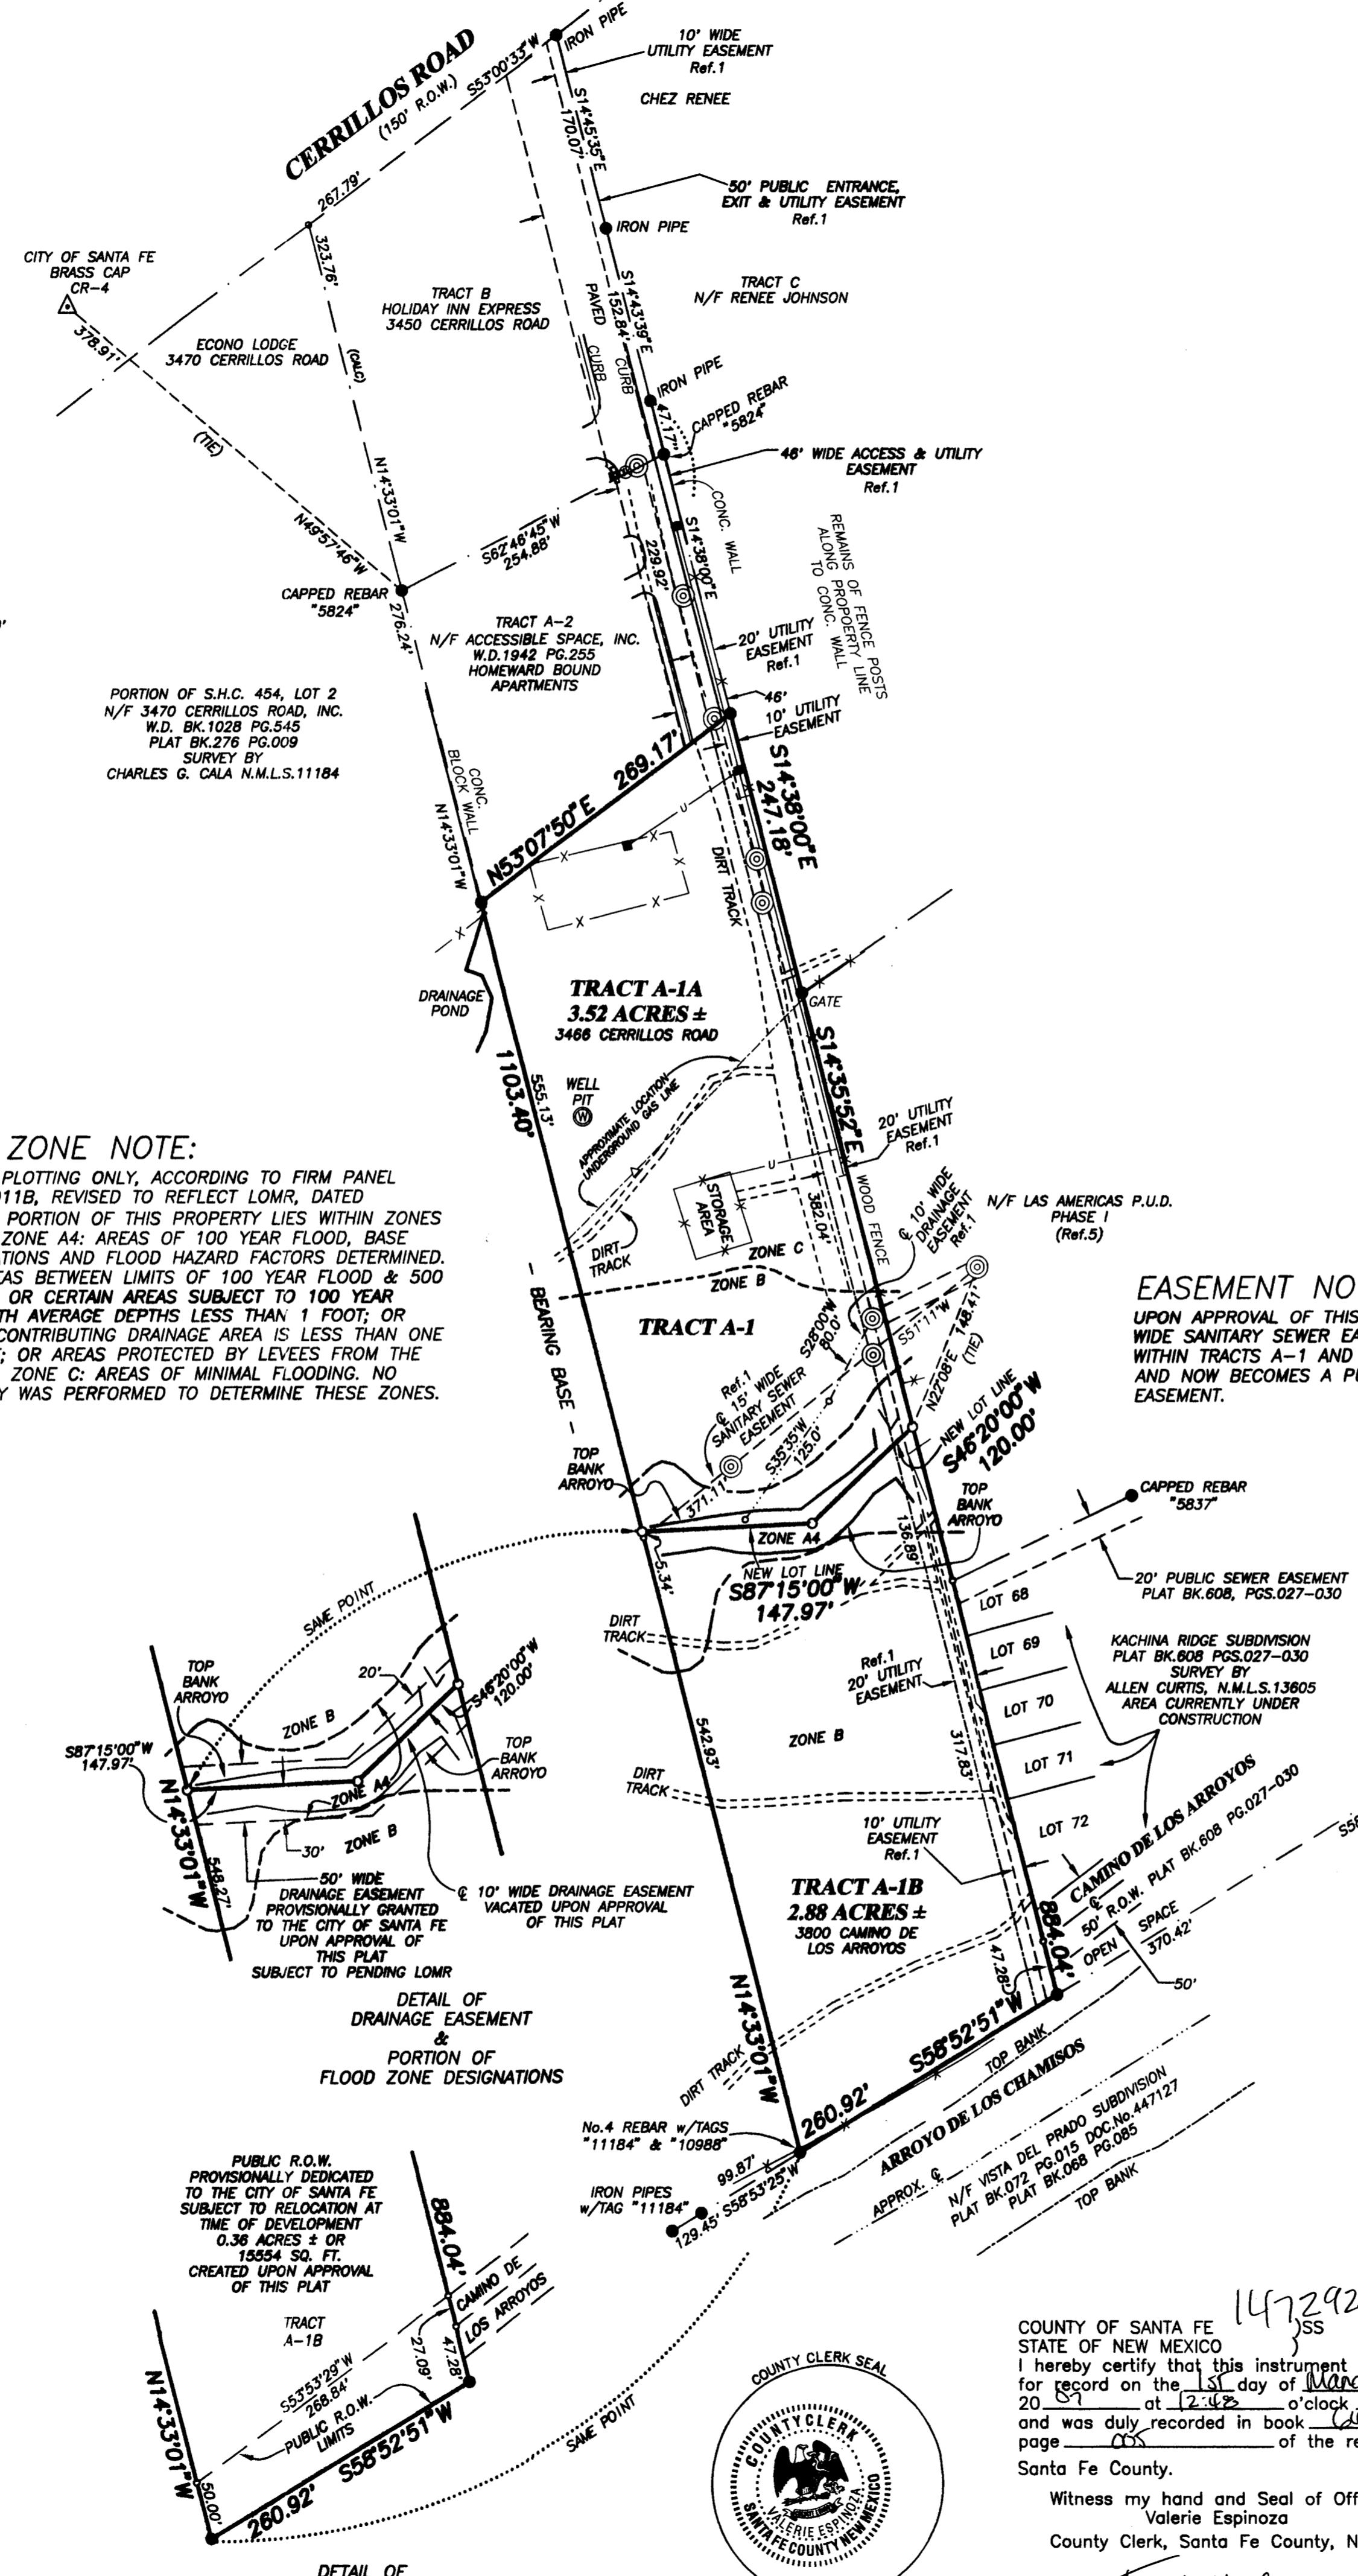 CERRILLOS ROAD
(150' R.O.W.)
S53°00'33"W
267.79'
IRON PIPE
10' WIDE
UTILITY EASEMENT
Ref.1
CHEZ RENEE
S14°45'35"E
170.07'
50' PUBLIC ENTRANCE,
EXIT & UTILITY EASEMENT
Ref.1
IRON PIPE
CITY OF SANTA FE
BRASS CAP
CR-4
378.91'
(TIE)
N49°57'46"W
323.76'
(CALC)
N14°33'01"W
ECONO LODGE
3470 CERRILLOS ROAD
TRACT B
HOLIDAY INN EXPRESS
3450 CERRILLOS ROAD
PAVED
CURB
CURB
S14°43'39"E
152.84'
TRACT C
N/F RENEE JOHNSON
IRON PIPE
47.17'
CAPPED REBAR
"5824"
46' WIDE ACCESS & UTILITY
EASEMENT
Ref.1
CONC. WALL
S14°38'00"E
229.92'
REMAINS OF FENCE POSTS
ALONG PROPOERTY LINE
TO CONC. WALL
S62°46'45"W
254.88'
CAPPED REBAR
"5824"
276.24'
TRACT A-2
N/F ACCESSIBLE SPACE, INC.
W.D.1942 PG.255
HOMEWARD BOUND
APARTMENTS
20' UTILITY
EASEMENT
Ref.1
46'
10' UTILITY
EASEMENT
PORTION OF S.H.C. 454, LOT 2
N/F 3470 CERRILLOS ROAD, INC.
W.D. BK.1028 PG.545
PLAT BK.276 PG.009
SURVEY BY
CHARLES G. CALA N.M.L.S.11184
CONC.
BLOCK WALL
N14°33'01"W
N53°07'50"E 269.17'
S14°38'00"E
247.18'
DIRT TRACK
DRAINAGE
POND
TRACT A-1A
3.52 ACRES ±
3466 CERRILLOS ROAD
GATE
1103.40'
555.13'
WELL
PIT
W
APPROXIMATE LOCATION
UNDERGROUND GAS LINE
S14°35'52"E
20' UTILITY
EASEMENT
Ref.1
WOOD FENCE
382.04'
STORAGE
AREA
DIRT
TRACK
ZONE C
ZONE B
℄ 10' WIDE
DRAINAGE
EASEMENT
Ref.1
N/F LAS AMERICAS P.U.D.
PHASE I
(Ref.5)
ZONE NOTE:
PLOTTING ONLY, ACCORDING TO FIRM PANEL
011B, REVISED TO REFLECT LOMR, DATED
PORTION OF THIS PROPERTY LIES WITHIN ZONES
ZONE A4: AREAS OF 100 YEAR FLOOD, BASE
TIONS AND FLOOD HAZARD FACTORS DETERMINED.
AS BETWEEN LIMITS OF 100 YEAR FLOOD & 500
OR CERTAIN AREAS SUBJECT TO 100 YEAR
TH AVERAGE DEPTHS LESS THAN 1 FOOT; OR
CONTRIBUTING DRAINAGE AREA IS LESS THAN ONE
; OR AREAS PROTECTED BY LEVEES FROM THE
ZONE C: AREAS OF MINIMAL FLOODING. NO
Y WAS PERFORMED TO DETERMINE THESE ZONES.
EASEMENT NO
UPON APPROVAL OF THIS
WIDE SANITARY SEWER EA
WITHIN TRACTS A-1 AND
AND NOW BECOMES A P
EASEMENT.
- BEARING BASE -
TRACT A-1
S28°00'W
80.0'
S51°11'W
148.41'
N22°08'E
(TIE)
Ref.1
℄ 15' WIDE
SANITARY SEWER
EASEMENT
S35°35'W
125.0'
371.11'
NEW LOT LINE
S46°20'00"W
120.00'
TOP
BANK
ARROYO
TOP
BANK
ARROYO
CAPPED REBAR
"5837"
ZONE A4
136.89'
5.34'
NEW LOT LINE
S87°15'00"W
147.97'
20' PUBLIC SEWER EASEMENT
PLAT BK.608, PGS.027-030
LOT 68
LOT 69
LOT 70
LOT 71
LOT 72
KACHINA RIDGE SUBDIVISION
PLAT BK.608 PGS.027-030
SURVEY BY
ALLEN CURTIS, N.M.L.S.13605
AREA CURRENTLY UNDER
CONSTRUCTION
DIRT
TRACK
Ref.1
20' UTILITY
EASEMENT
542.93'
ZONE B
317.83'
DIRT
TRACK
10' UTILITY
EASEMENT
Ref.1
TRACT A-1B
2.88 ACRES ±
3800 CAMINO DE
LOS ARROYOS
CAMINO DE LOS ARROYOS
℄
50' R.O.W. PLAT BK.608 PG.027-030
OPEN SPACE
370.42'
50'
S58
884.04'
47.28'
N14°33'01"W
DIRT TRACK
S58°52'51"W
260.92'
TOP BANK
ARROYO DE LOS CHAMISOS
APPROX. ℄
N/F VISTA DEL PRADO SUBDIVISION
PLAT BK.072 PG.015 DOC.No.447127
PLAT BK.068 PG.085
TOP BANK
No.4 REBAR w/TAGS
"11184" & "10988"
99.87'
IRON PIPES
w/TAG "11184"
129.45' S58°53'25"W
SAME POINT
TOP
BANK
ARROYO
20'
S46°20'00"W
120.00'
ZONE B
TOP
BANK
ARROYO
S87°15'00"W
147.97'
ZONE A4
30'
ZONE B
N14°33'01"W
548.27'
50' WIDE
DRAINAGE EASEMENT
PROVISIONALLY GRANTED
TO THE CITY OF SANTA FE
UPON APPROVAL OF
THIS PLAT
SUBJECT TO PENDING LOMR
℄ 10' WIDE DRAINAGE EASEMENT
VACATED UPON APPROVAL
OF THIS PLAT
DETAIL OF
DRAINAGE EASEMENT
&
PORTION OF
FLOOD ZONE DESIGNATIONS
PUBLIC R.O.W.
PROVISIONALLY DEDICATED
TO THE CITY OF SANTA FE
SUBJECT TO RELOCATION AT
TIME OF DEVELOPMENT
0.36 ACRES ± OR
15554 SQ. FT.
CREATED UPON APPROVAL
OF THIS PLAT
884.04'
CAMINO DE
LOS ARROYOS
TRACT
A-1B
27.09'
47.28'
S53°53'29"W
268.84'
PUBLIC R.O.W.
LIMITS
N14°33'01"W
50.00'
260.92' S58°52'51"W
SAME POINT
DETAIL OF
COUNTY CLERK SEAL
COUNTY CLERK
VALERIE ESPINOZA
SANTA FE COUNTY NEW MEXICO
147292
COUNTY OF SANTA FE )SS
STATE OF NEW MEXICO )
I hereby certify that this instrument
for record on the 1st day of
20 07 at 12:48 o'clock
and was duly recorded in book
page 005 of the re
Santa Fe County.
Witness my hand and Seal of Off
Valerie Espinoza
County Clerk, Santa Fe County, N